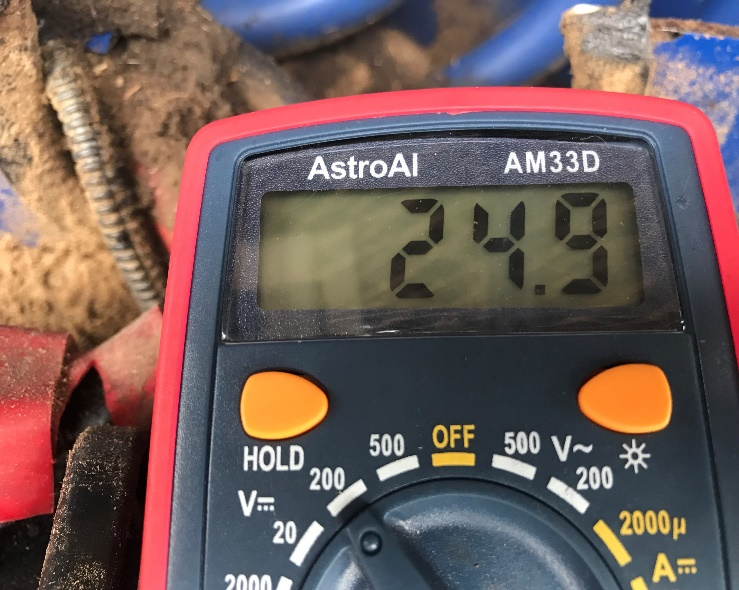 AstroAI AM33D
24.9
HOLD
500 OFF 500 V~
200 200
V⎓
20 2000µ
2000 A⎓